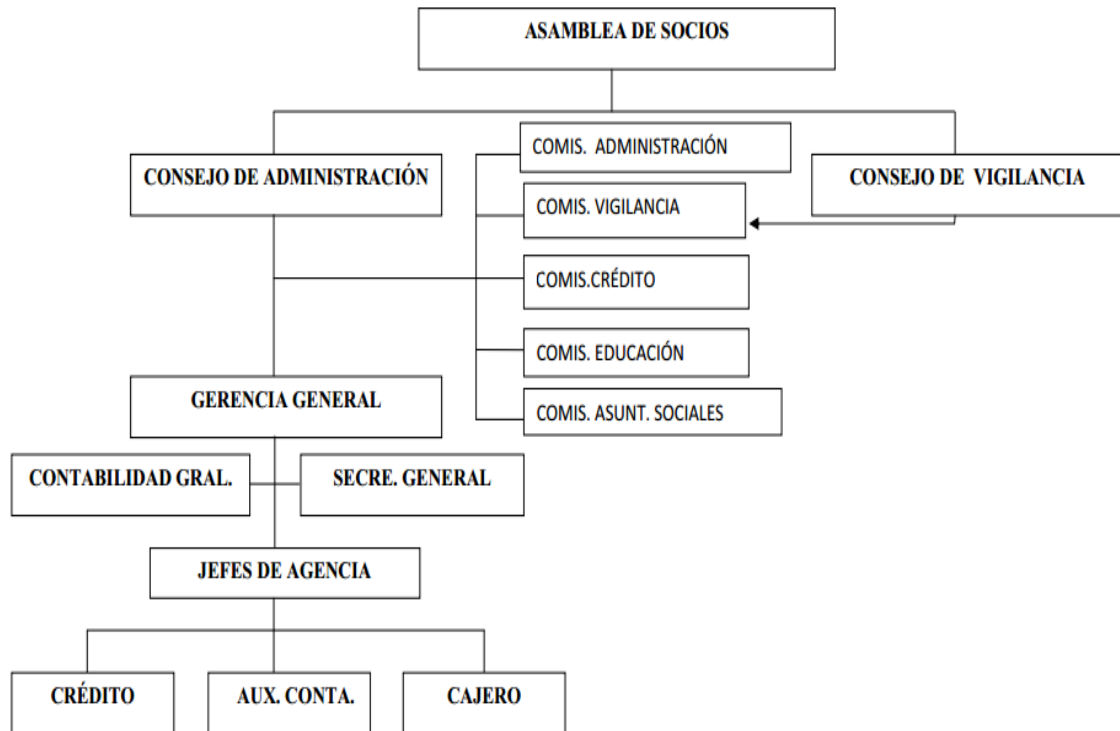 ASAMBLEA DE SOCIOS
COMIS. ADMINISTRACIÓN
CONSEJO DE ADMINISTRACIÓN
CONSEJO DE VIGILANCIA
COMIS. VIGILANCIA
COMIS.CRÉDITO
COMIS. EDUCACIÓN
GERENCIA GENERAL
COMIS. ASUNT. SOCIALES
CONTABILIDAD GRAL.
SECRE. GENERAL
JEFES DE AGENCIA
CRÉDITO
AUX. CONTA.
CAJERO